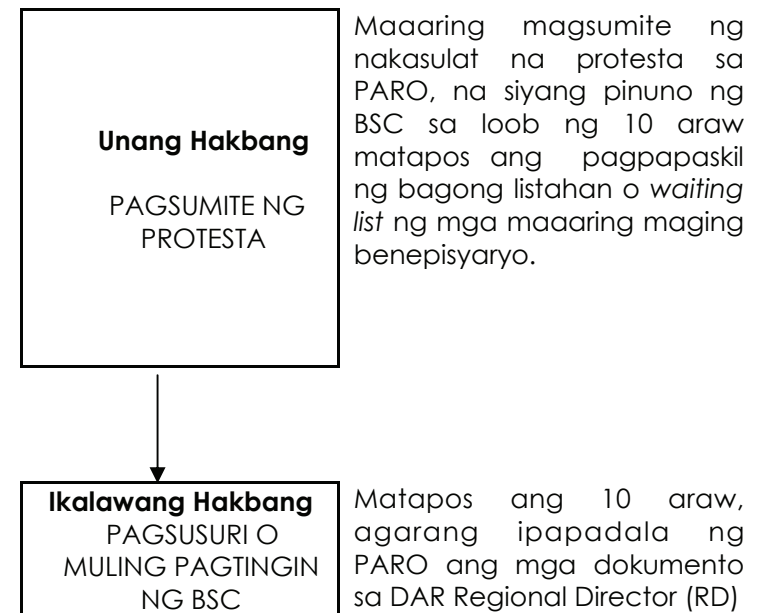 Unang Hakbang
PAGSUMITE NG
PROTESTA
Maaaring magsumite ng
nakasulat na protesta sa
PARO, na siyang pinuno ng
BSC sa loob ng 10 araw
matapos ang pagpapaskil
ng bagong listahan o waiting
list ng mga maaaring maging
benepisyaryo.
Ikalawang Hakbang
PAGSUSURI O
MULING PAGTINGIN
NG BSC
Matapos ang 10 araw,
agarang ipapadala ng
PARO ang mga dokumento
sa DAR Regional Director (RD)